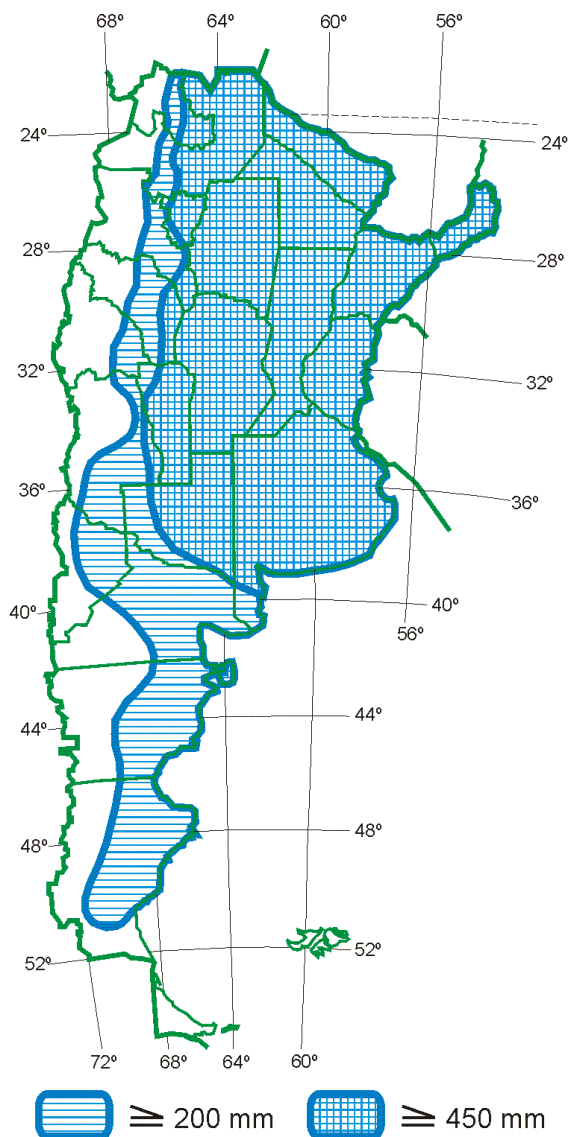 68º 64º 60º 56º
24º 24º
28º 28º
32º 32º
36º 36º
40º 40º
56º
44º 44º
48º 48º
52º 52º
72º 68º 64º 60º
≧ 200 mm ≧ 450 mm